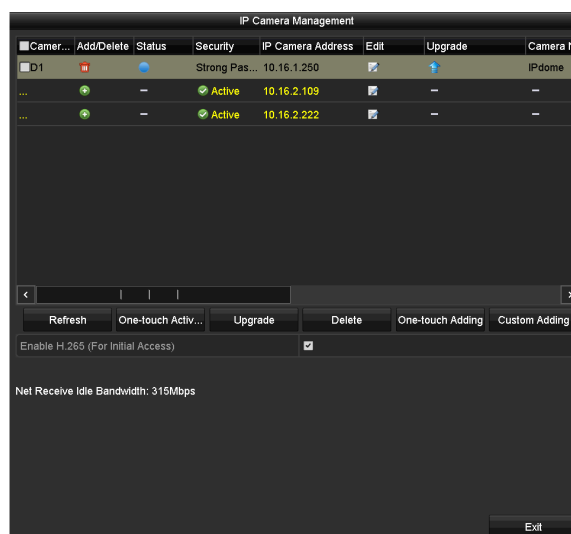 IP Camera Management
Camer... Add/Delete Status Security IP Camera Address Edit Upgrade Camera
D1 Strong Pas... 10.16.1.250 IPdome
... – Active 10.16.2.109 – –
... – Active 10.16.2.222 – –
Refresh One-touch Activ... Upgrade Delete One-touch Adding Custom Adding
Enable H.265 (For Initial Access)
Net Receive Idle Bandwidth: 315Mbps
Exit